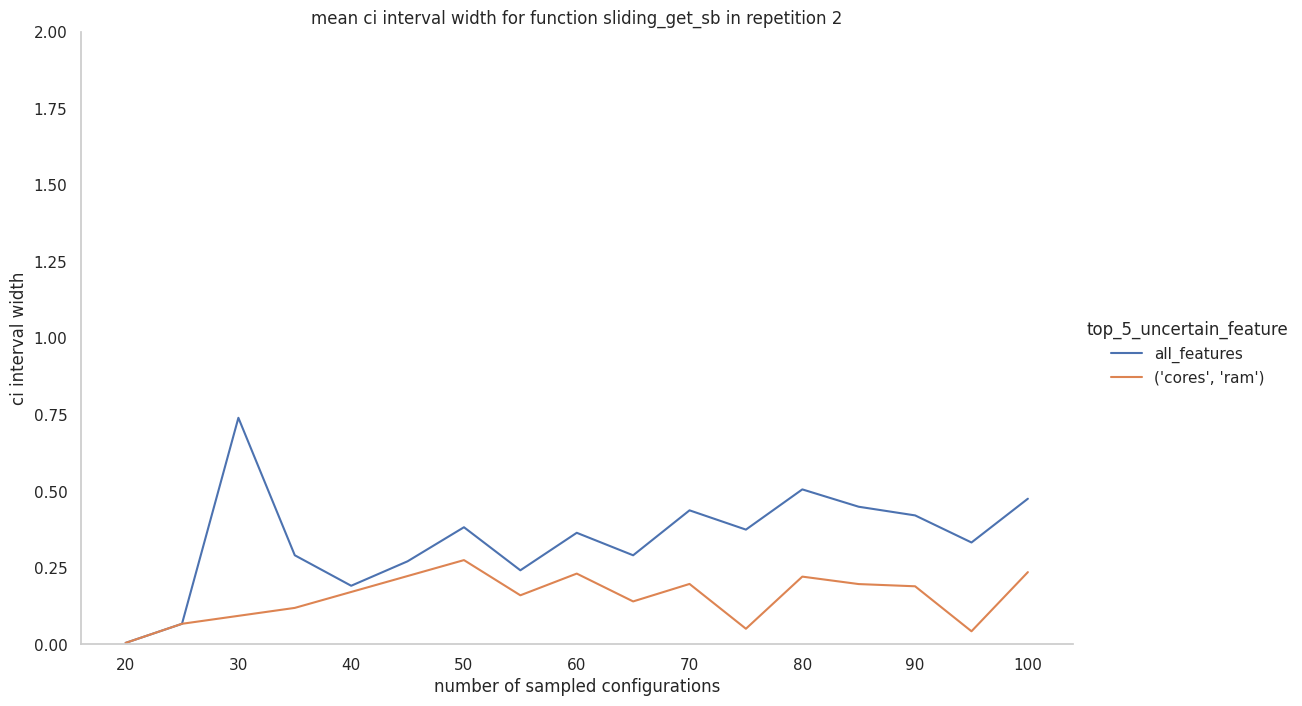 mean ci interval width for function sliding_get_sb in repetition 2
2.00
1.75
1.50
1.25
1.00
0.75
0.50
0.25
0.00
ci interval width
20 30 40 50 60 70 80 90 100
number of sampled configurations
top_5_uncertain_feature
all_features
('cores', 'ram')